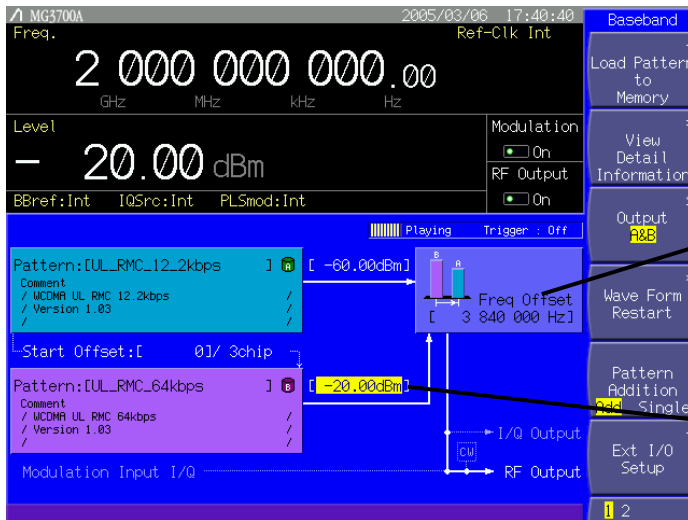 MG3700A 2005/03/06 17:40:40
Freq. Ref-Clk Int
2 000 000 000.00
GHz MHz kHz Hz
Level
- 20.00 dBm
Modulation
On
RF Output
On
BBref:Int IQSrc:Int PLSmod:Int
Playing Trigger : Off
Pattern:[UL_RMC_12_2kbps ] A [ -60.00dBm]
Comment
/ WCDMA UL RMC 12.2kbps /
/ Version 1.03 /
/ /
B A
Freq Offset
[ 3 840 000 Hz]
Start Offset:[ 0]/ 3chip
Pattern:[UL_RMC_64kbps ] B [ -20.00dBm]
Comment
/ WCDMA UL RMC 64kbps /
/ Version 1.03 /
/ /
I/Q Output
CW
Modulation Input I/Q
RF Output
Baseband
Load Pattern
to
Memory
View
Detail
Information
Output
A&B
Wave Form
Restart
Pattern
Addition
Add Single
Ext I/O
Setup
1 2